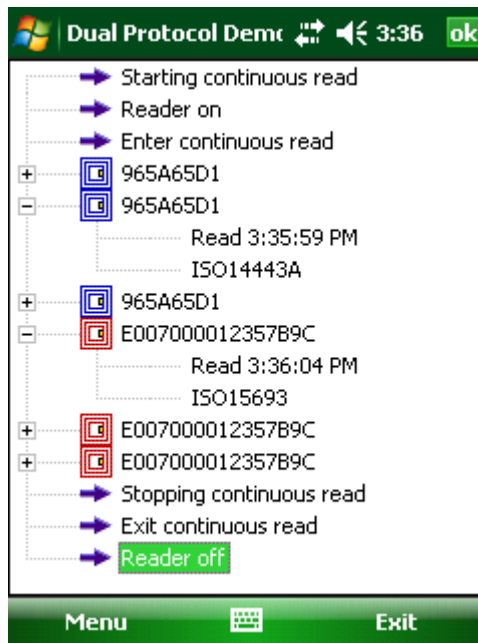 Dual Protocol Demo 3:36 ok
Starting continuous read
Reader on
Enter continuous read
965A65D1
965A65D1
Read 3:35:59 PM
ISO14443A
965A65D1
E007000012357B9C
Read 3:36:04 PM
ISO15693
E007000012357B9C
E007000012357B9C
Stopping continuous read
Exit continuous read
Reader off
Menu Exit